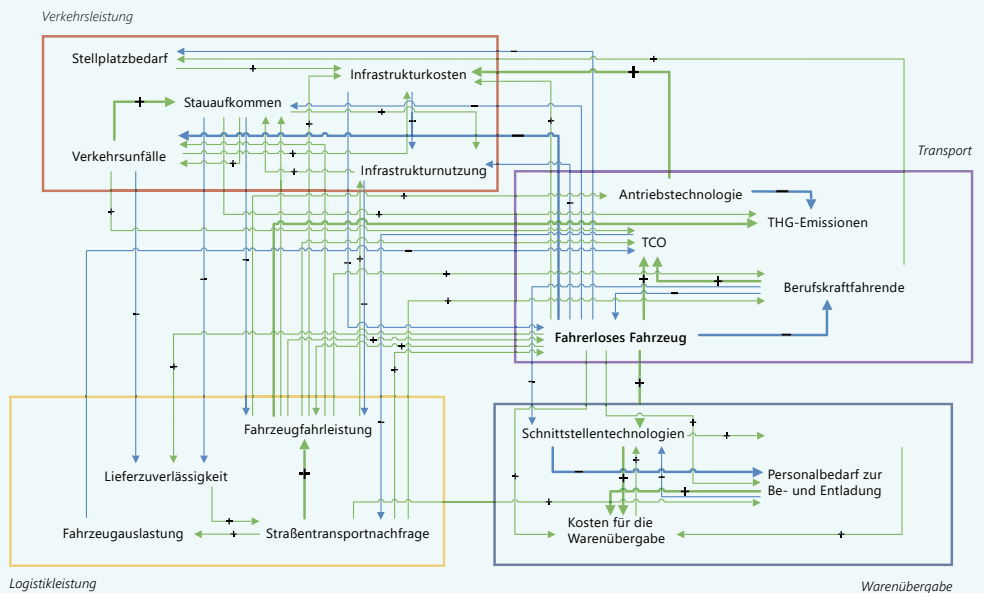 Verkehrsleistung
Stellplatzbedarf
Infrastrukturkosten
Stauaufkommen
Verkehrsunfälle
Infrastrukturnutzung
Transport
Antriebstechnologie
THG-Emissionen
TCO
Berufskraftfahrende
Fahrerloses Fahrzeug
Fahrzeugfahrleistung
Lieferzuverlässigkeit
Fahrzeugauslastung
Straßentransportnachfrage
Logistikleistung
Schnittstellentechnologien
Personalbedarf zur
Be- und Entladung
Kosten für die
Warenübergabe
Warenübergabe